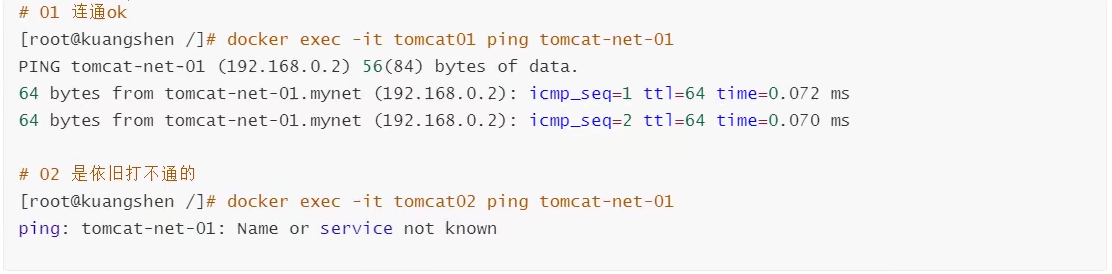 # 01 连通ok
[root@kuangshen /]# docker exec -it tomcat01 ping tomcat-net-01
PING tomcat-net-01 (192.168.0.2) 56(84) bytes of data.
64 bytes from tomcat-net-01.mynet (192.168.0.2): icmp_seq=1 ttl=64 time=0.072 ms
64 bytes from tomcat-net-01.mynet (192.168.0.2): icmp_seq=2 ttl=64 time=0.070 ms
# 02 是依旧打不通的
[root@kuangshen /]# docker exec -it tomcat02 ping tomcat-net-01
ping: tomcat-net-01: Name or service not known